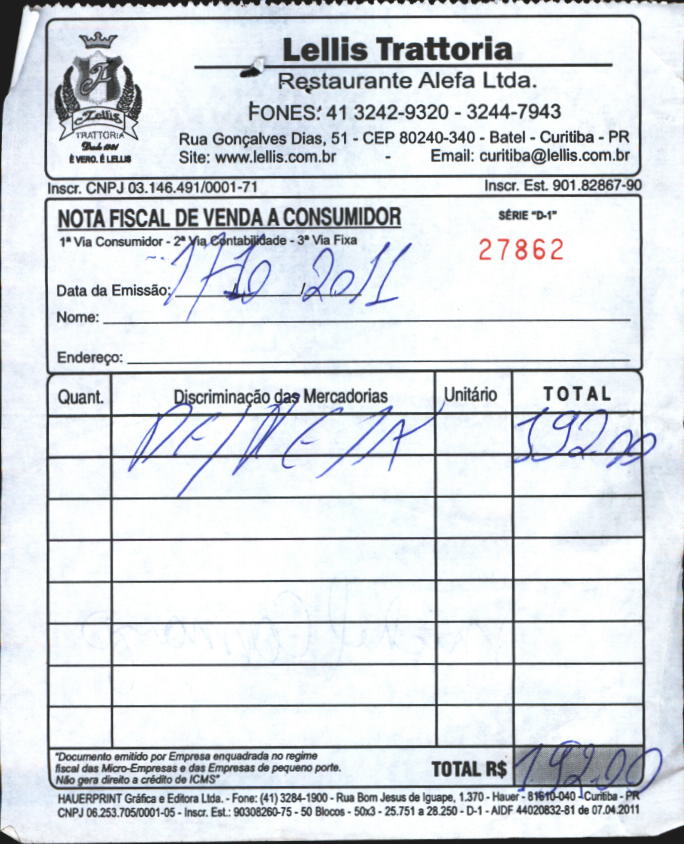 Lellis Trattoria
Restaurante Alefa Ltda.
FONES: 41 3242-9320 - 3244-7943
Rua Gonçalves Dias, 51 - CEP 80240-340 - Batel - Curitiba - PR
Site: www.lellis.com.br - Email: curitiba@lellis.com.br
Lellis
TRATTORIA
Desde 1981
È VERO. É LELLIS
Inscr. CNPJ 03.146.491/0001-71 Inscr. Est. 901.82867-90
NOTA FISCAL DE VENDA A CONSUMIDOR SÉRIE "D-1"
1ª Via Consumidor - 2ª Via Contabilidade - 3ª Via Fixa 27862
Data da Emissão: 17/10/2011
Nome:
Endereço:
Quant. Discriminação das Mercadorias Unitário TOTAL
192,00
"Documento emitido por Empresa enquadrada no regime
fiscal das Micro-Empresas e das Empresas de pequeno porte.
Não gera direito a crédito de ICMS"
TOTAL R$ 192,00
HAUERPRINT Gráfica e Editora Ltda. - Fone: (41) 3284-1900 - Rua Bom Jesus de Iguape, 1.370 - Hauer - 81610-040 - Curitiba - PR
CNPJ 06.253.705/0001-05 - Inscr. Est.: 90308260-75 - 50 Blocos - 50x3 - 25.751 a 28.250 - D-1 - AIDF 44020832-81 de 07.04.2011